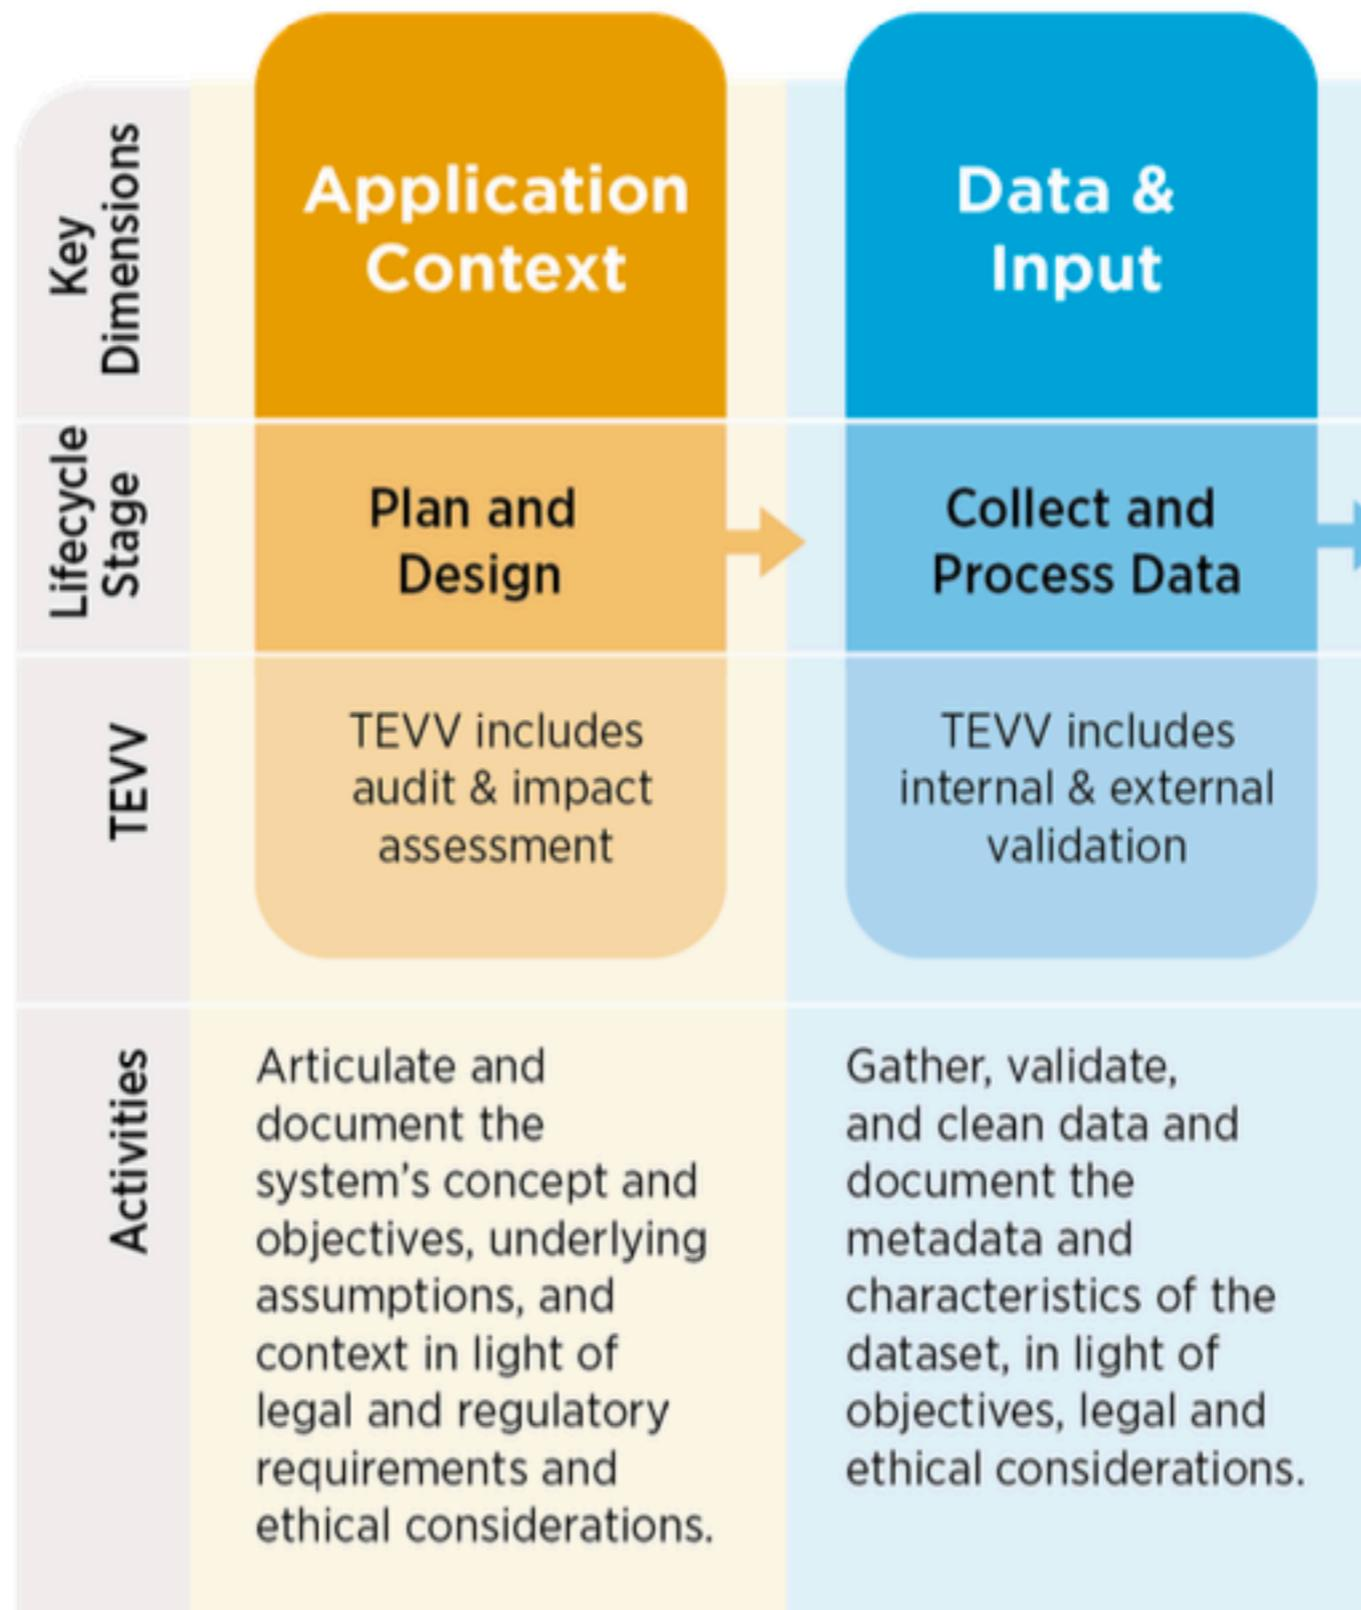 Key
Dimensions
Application
Context
Data &
Input
Lifecycle
Stage
Plan and
Design
Collect and
Process Data
TEVV
TEVV includes
audit & impact
assessment
TEVV includes
internal & external
validation
Activities
Articulate and
document the
system’s concept and
objectives, underlying
assumptions, and
context in light of
legal and regulatory
requirements and
ethical considerations.
Gather, validate,
and clean data and
document the
metadata and
characteristics of the
dataset, in light of
objectives, legal and
ethical considerations.